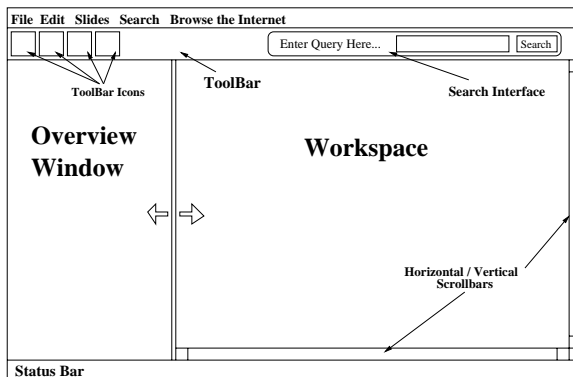 File Edit Slides Search Browse the Internet
Enter Query Here... Search
ToolBar Icons
ToolBar
Search Interface
Overview
Window
Workspace
Horizontal / Vertical
Scrollbars
Status Bar